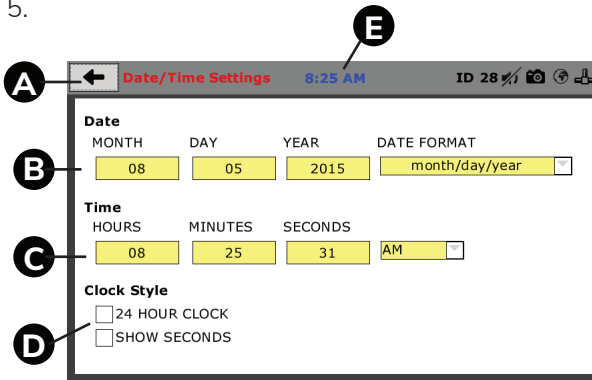 5.
E
A
Date/Time Settings 8:25 AM ID 28
Date
MONTH DAY YEAR DATE FORMAT
B
08 05 2015 month/day/year
Time
HOURS MINUTES SECONDS
C
08 25 31 AM
Clock Style
24 HOUR CLOCK
D
SHOW SECONDS